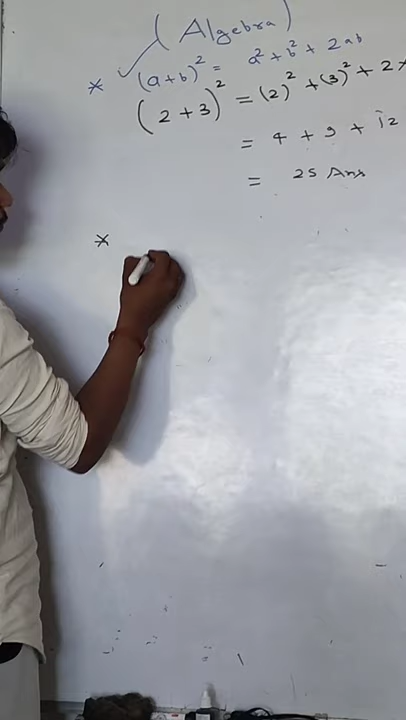 (Algebra)
* (a+b)² = a² + b² + 2ab
(2+3)² = (2)² + (3)² + 2×
= 4 + 9 + 12
= 25 Ans
*